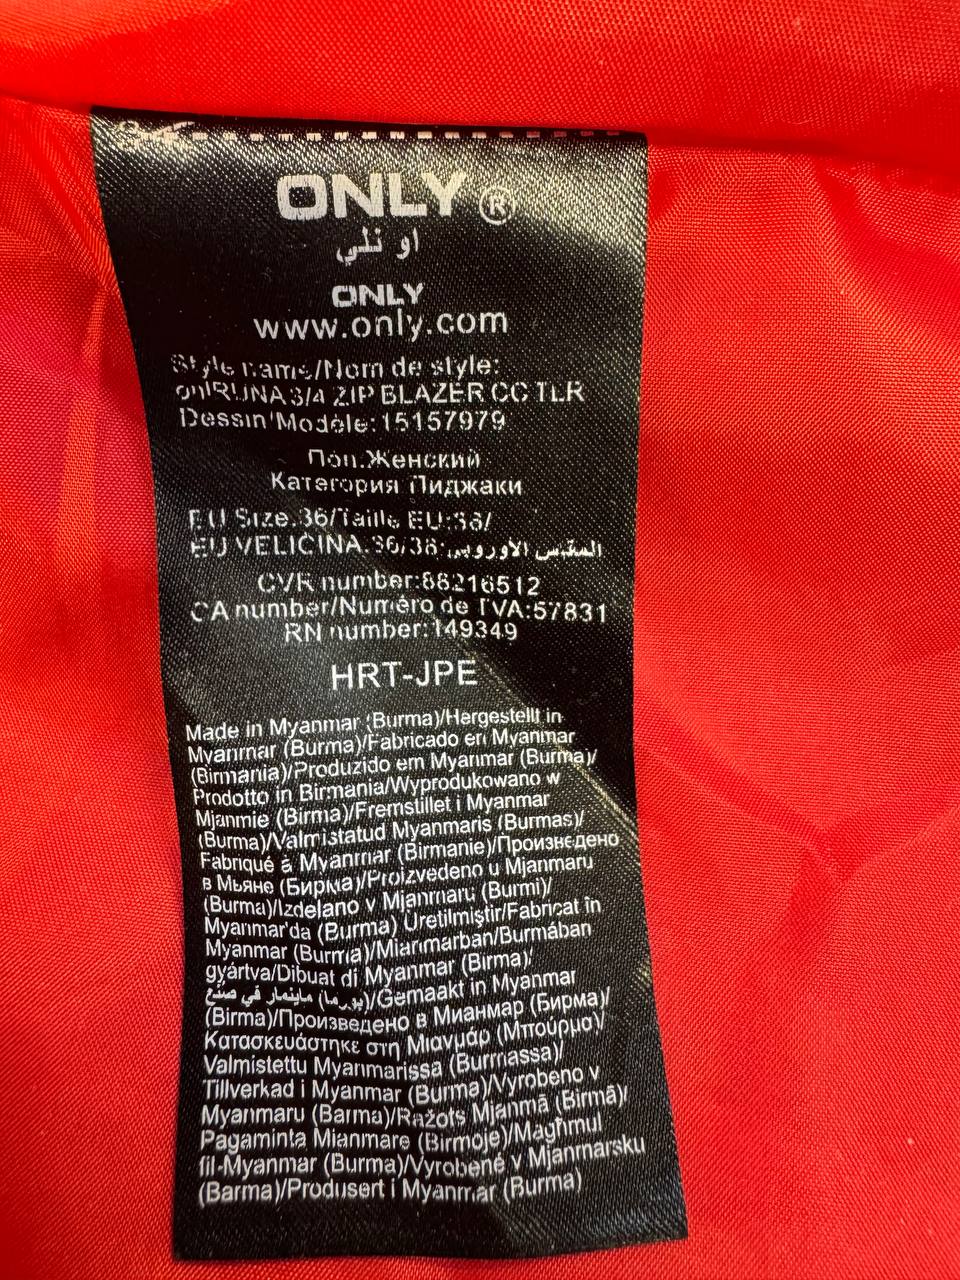 ONLY ®
او نلي
ONLY
www.only.com
Style name/Nom de style:
onlRUNA 3/4 ZIP BLAZER CC TLR
Dessin/Modèle:15157979
Пол.Женский
Категория Пиджаки
EU Size:36/Taille EU:36/
EU VELICINA:36/36:المقاس الاوروبي
CVR number:88216512
CA number/Numéro de TVA:57831
RN number:149349
HRT-JPE
Made in Myanmar (Burma)/Hergestellt in
Myanmar (Burma)/Fabricado en Myanmar
(Birmania)/Produzido em Myanmar (Burma)/
Prodotto in Birmania/Wyprodukowano w
Mjanmie (Birma)/Fremstillet i Myanmar
(Burma)/Valmistatud Myanmaris (Burmas)/
Fabriqué à Myanmar (Birmanie)/Произведено
в Мьяне (Бирма)/Proizvedeno u Mjanmaru
(Burma)/Izdelano v Mjanmaru (Burmi)/
Myanmar'da (Burma) Üretilmiştir/Fabricat în
Myanmar (Burma)/Mianmarban/Burmában
gyártva/Dibuat di Myanmar (Birma)/
صنع في ماينمار (بورما)/Gemaakt in Myanmar
(Birma)/Произведено в Мианмар (Бирма)/
Κατασκευάστηκε στη Μιανμάρ (Μπούρμα)/
Valmistettu Myanmarissa (Burmassa)/
Tillverkad i Myanmar (Burma)/Vyrobeno v
Myanmaru (Barma)/Ražots Mjanmā (Birmā)/
Pagaminta Mianmare (Birmoje)/Magħmul
fil-Myanmar (Burma)/Vyrobené v Mjanmarsku
(Barma)/Produsert i Myanmar (Burma)